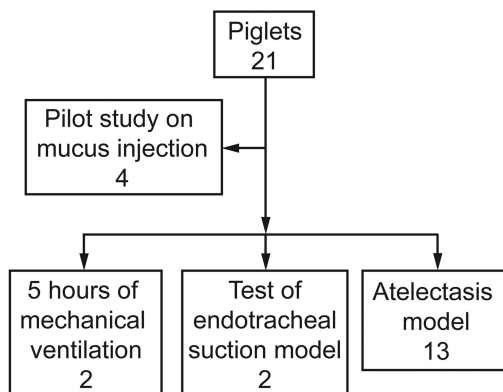 Piglets
21
Pilot study on
mucus injection
4
5 hours of
mechanical
ventilation
2
Test of
endotracheal
suction model
2
Atelectasis
model
13